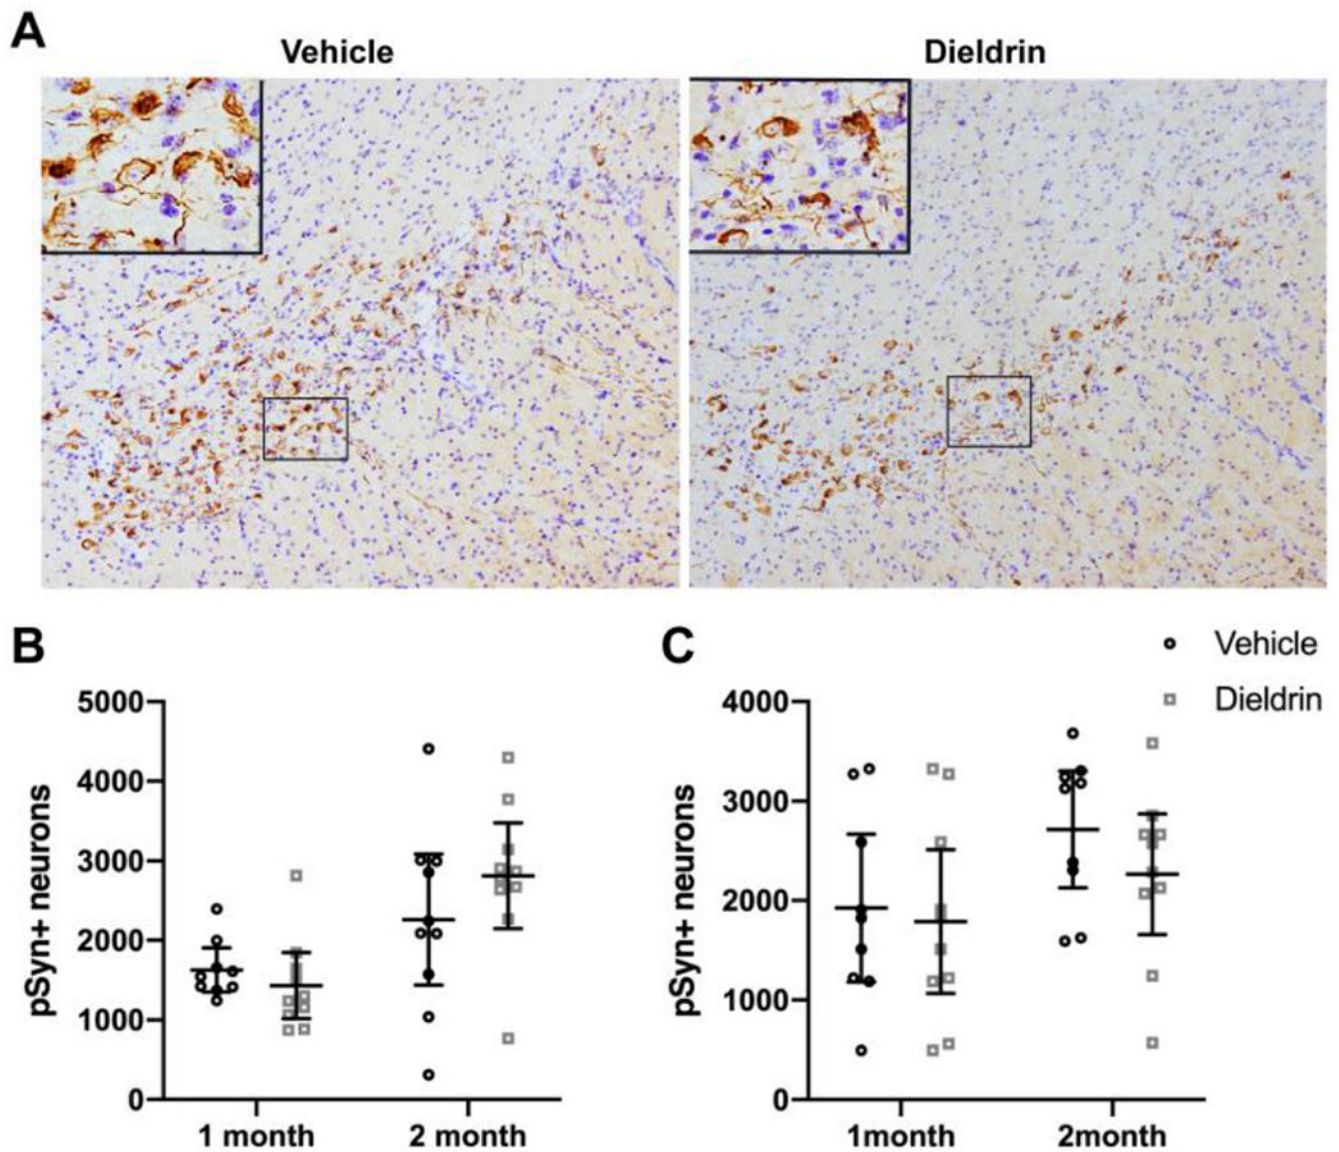 A
Vehicle
Dieldrin
B
C
Vehicle
Dieldrin
pSyn+ neurons
5000
4000
3000
2000
1000
0
1 month
2 month
pSyn+ neurons
4000
3000
2000
1000
0
1month
2month